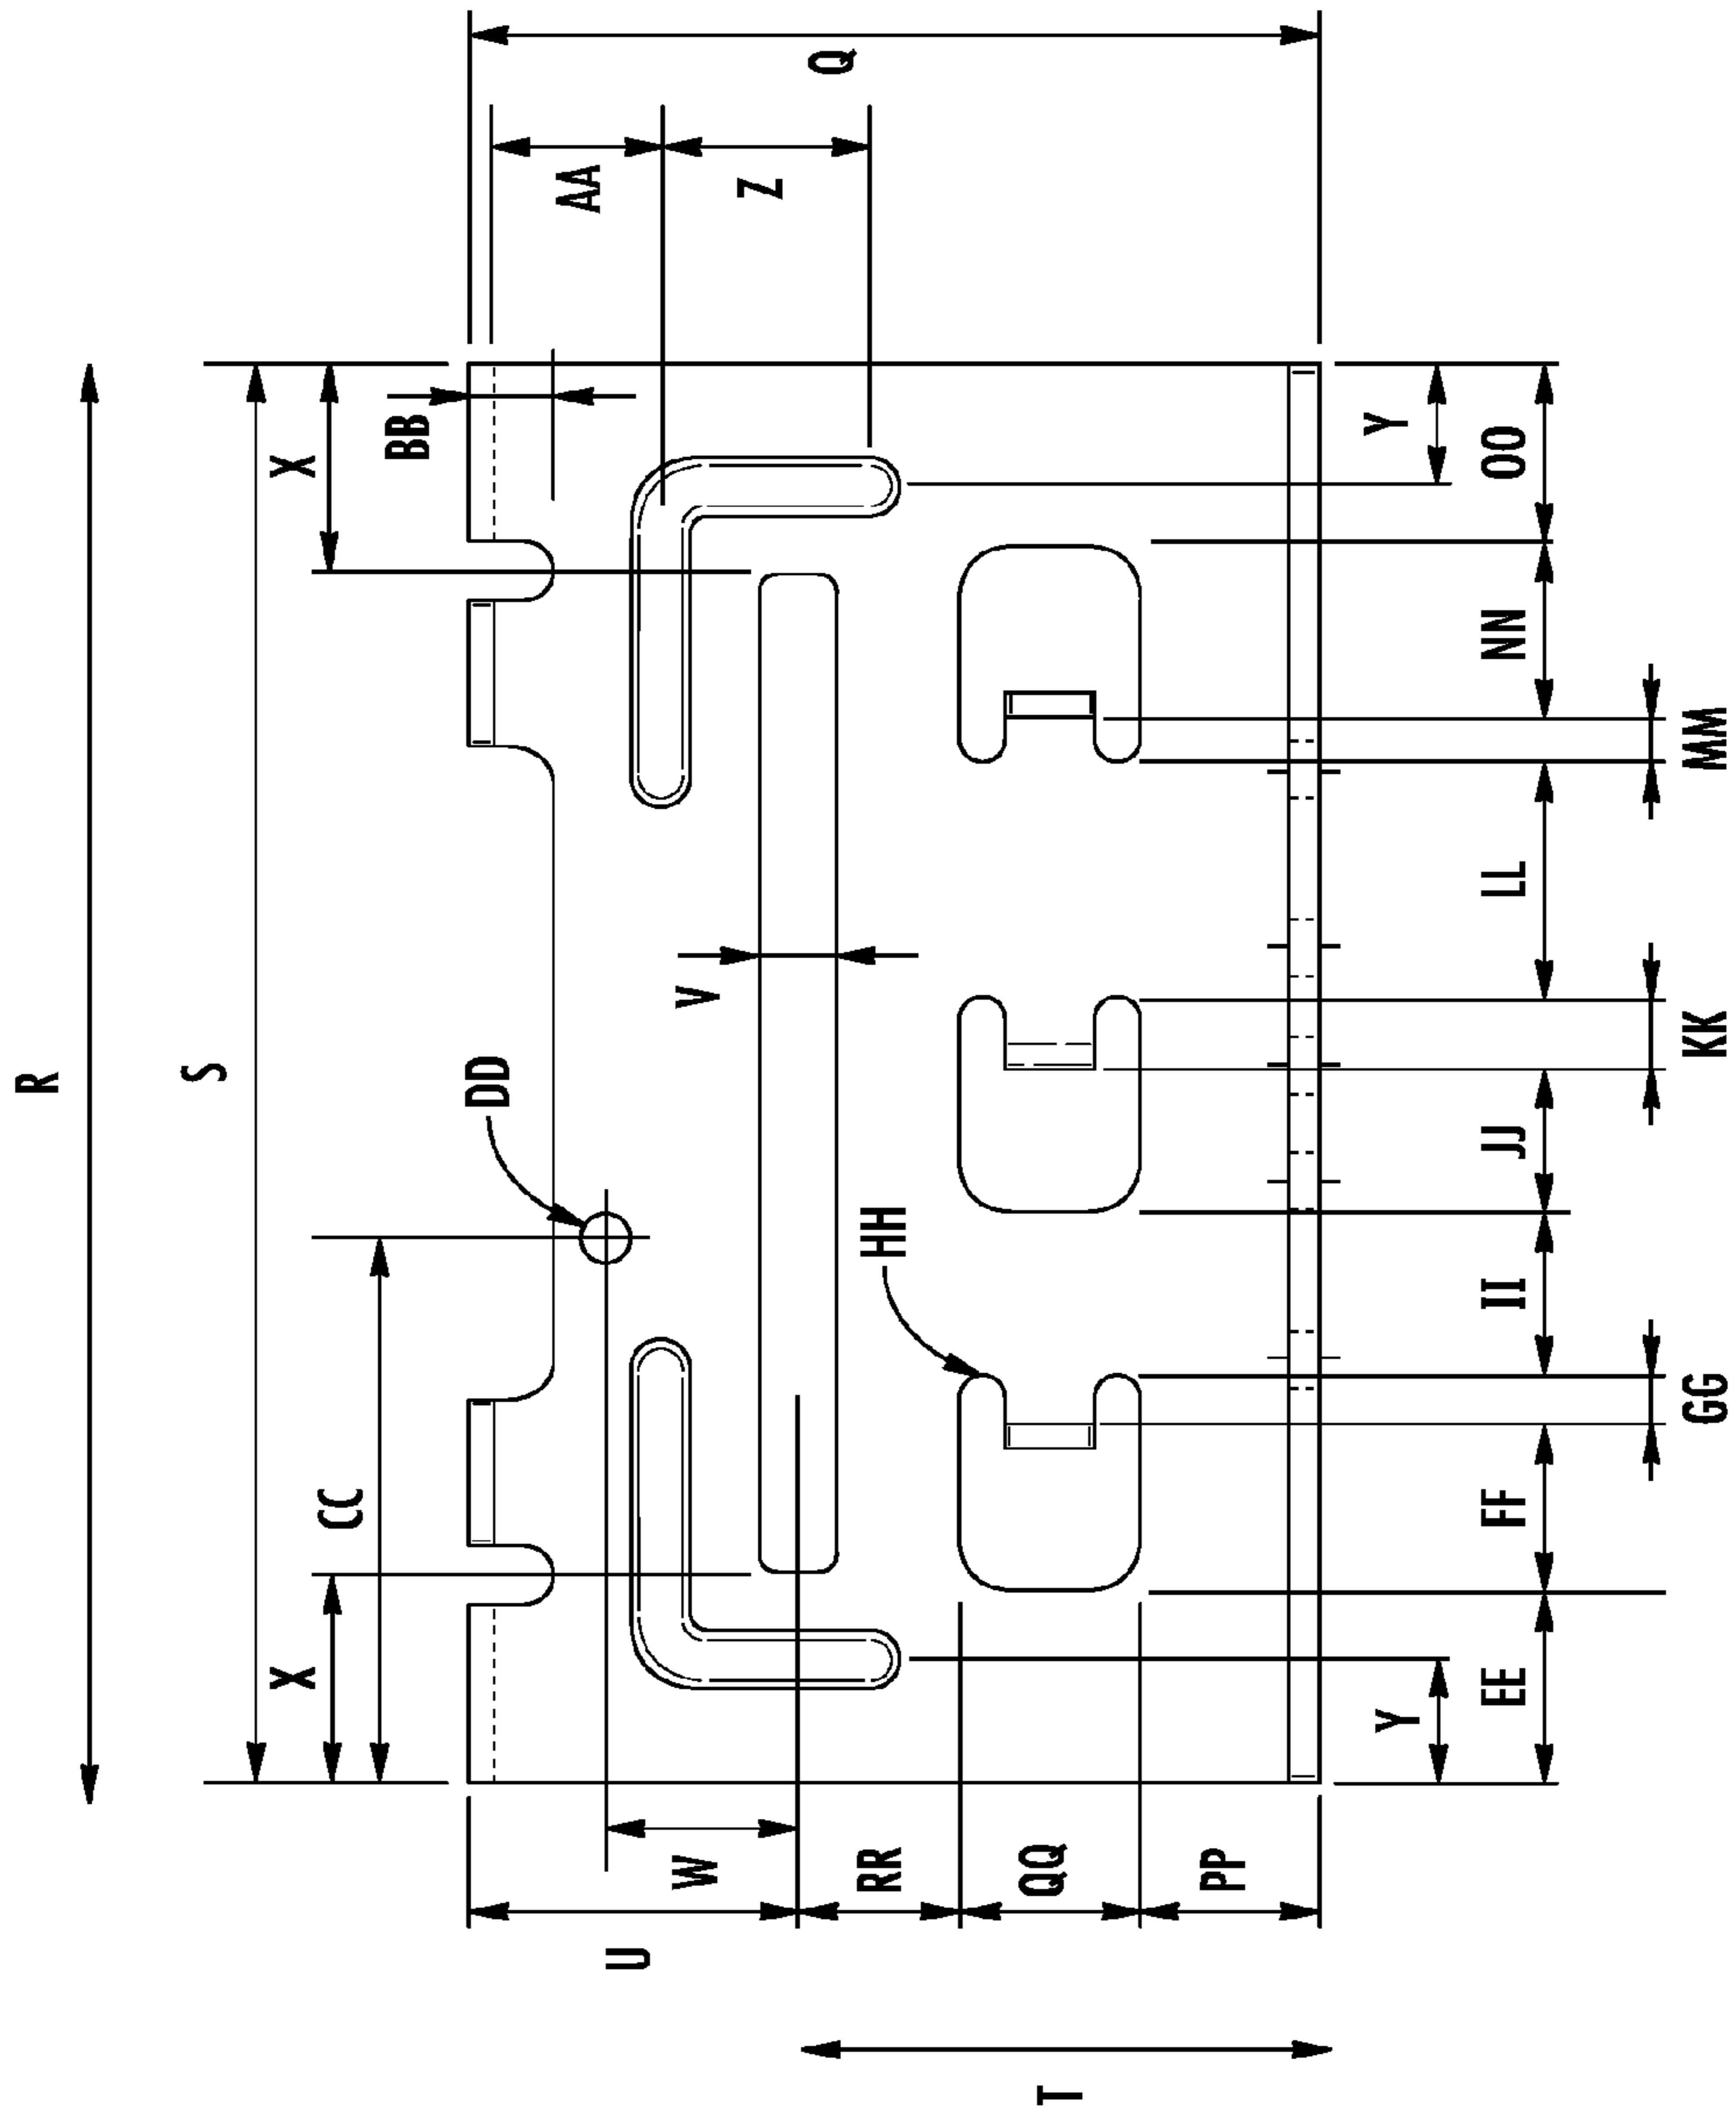 R
S
X
X
CC
BB
DD
AA
U
W
V
Z
Q
RR
HH
QQ
T
PP
Y
Y
EE
FF
II
JJ
LL
NN
OO
GG
KK
MM